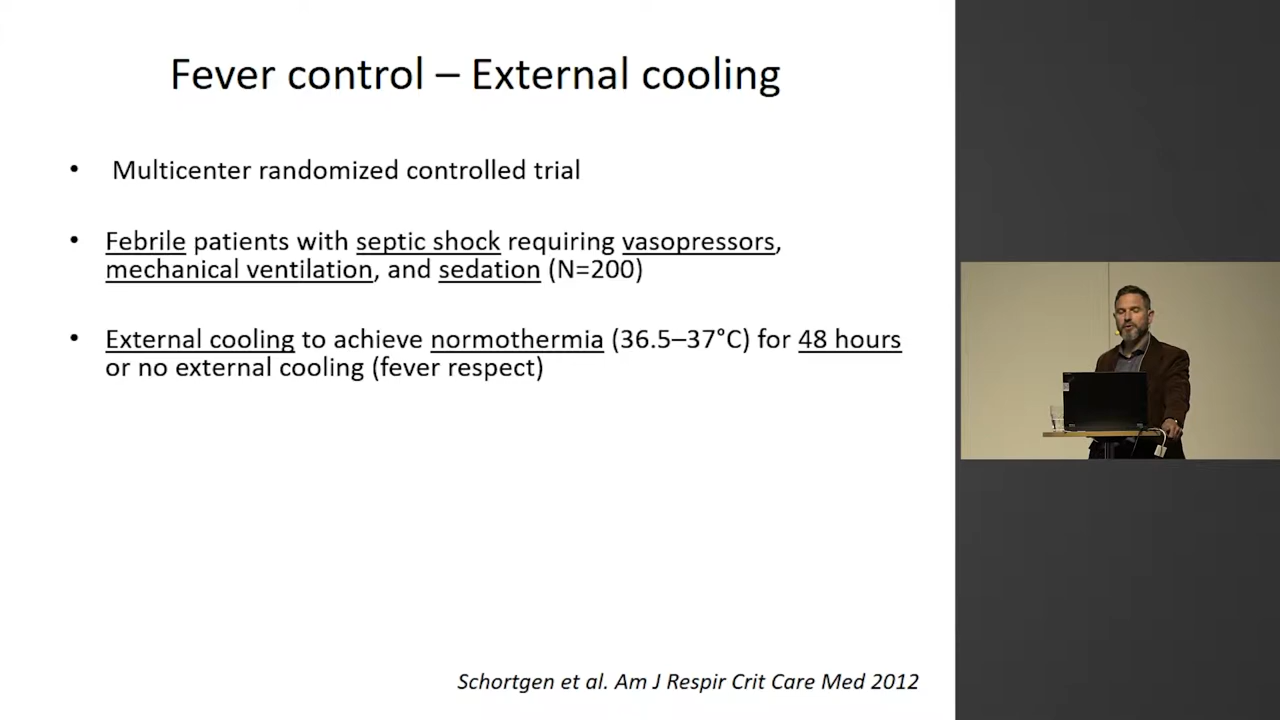 Fever control – External cooling
• Multicenter randomized controlled trial
• Febrile patients with septic shock requiring vasopressors,
mechanical ventilation, and sedation (N=200)
• External cooling to achieve normothermia (36.5–37°C) for 48 hours
or no external cooling (fever respect)
Schortgen et al. Am J Respir Crit Care Med 2012